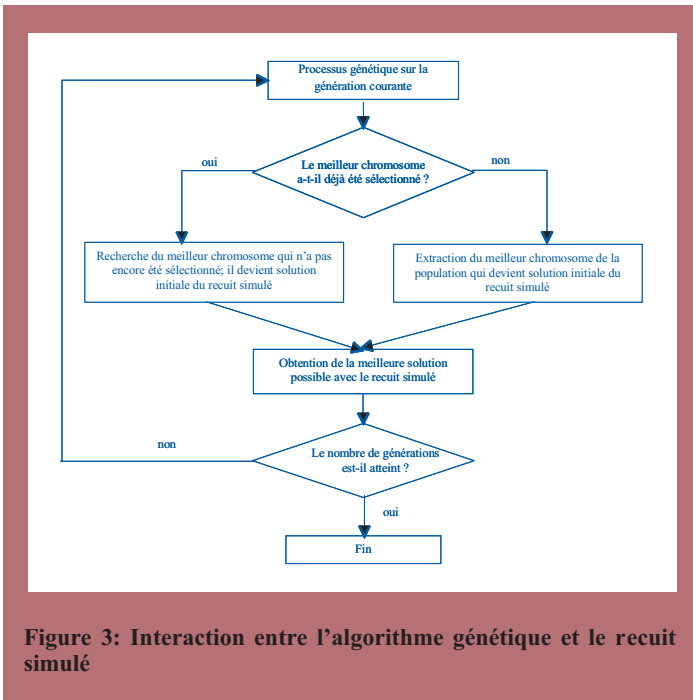 Processus génétique sur la
génération courante
Le meilleur chromosome
a-t-il déjà été sélectionné ?
oui
non
Recherche du meilleur chromosome qui n'a pas
encore été sélectionné; il devient solution
initiale du recuit simulé
Extraction du meilleur chromosome de la
population qui devient solution initiale du
recuit simulé
Obtention de la meilleure solution
possible avec le recuit simulé
non
Le nombre de générations
est-il atteint ?
oui
Fin
Figure 3: Interaction entre l'algorithme génétique et le recuit
simulé